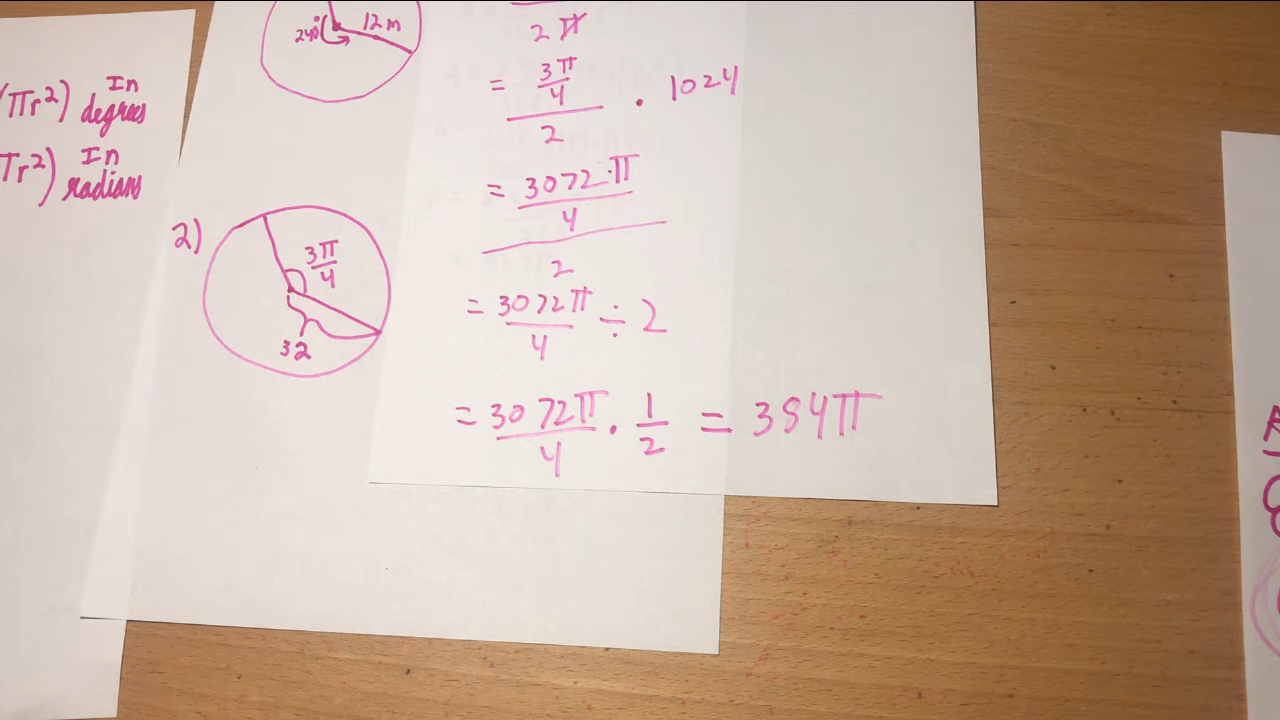 (πr²) In degrees
πr²) In radians
240° 12 m
2)
3π/4
32
2π
= 3π/4 / 2 · 1024
= 3072·π/4 / 2
= 3072π/4 ÷ 2
= 3072π/4 · 1/2 = 384π